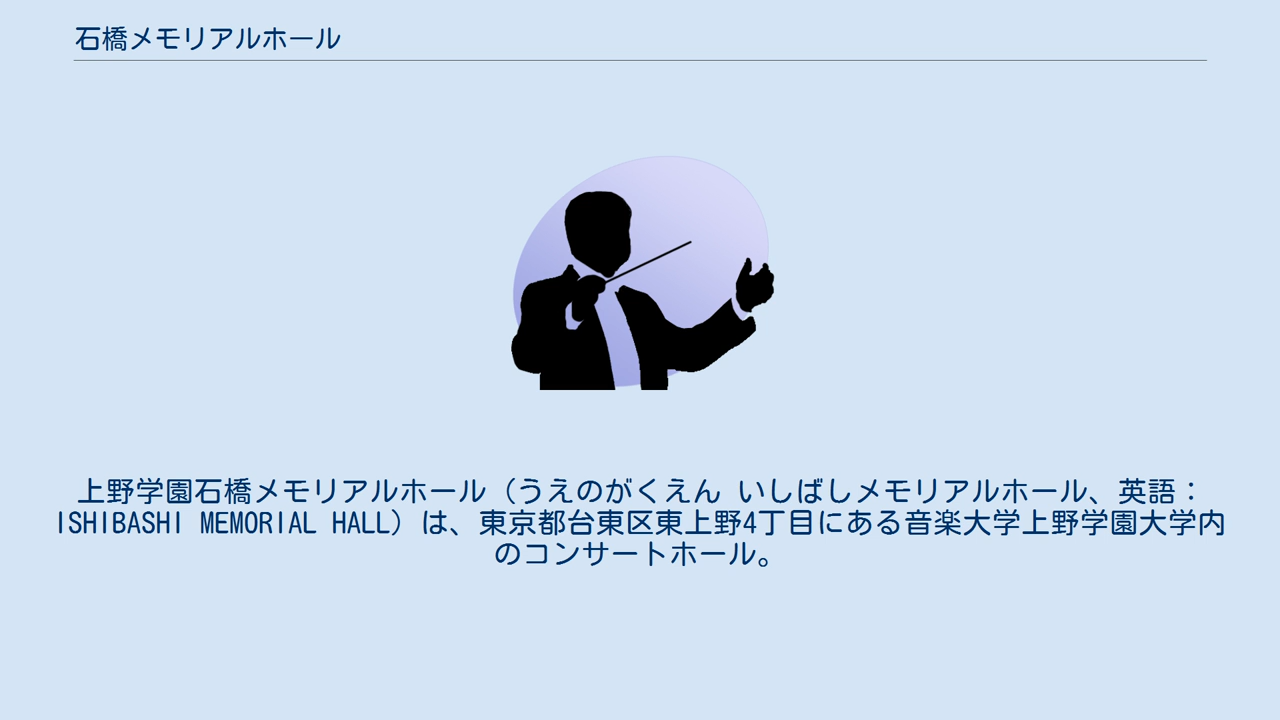 石橋メモリアルホール
上野学園石橋メモリアルホール（うえのがくえん いしばしメモリアルホール、英語：
ISHIBASHI MEMORIAL HALL）は、東京都台東区東上野4丁目にある音楽大学上野学園大学内
のコンサートホール。